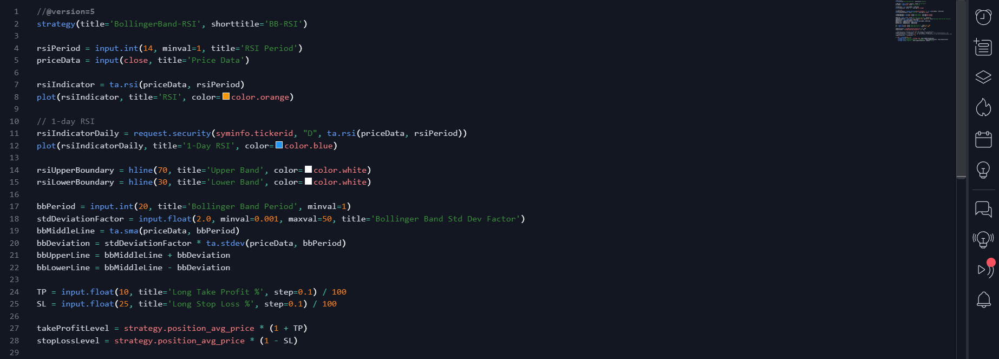 1 //@version=5
2 strategy(title='BollingerBand-RSI', shorttitle='BB-RSI')
3
4 rsiPeriod = input.int(14, minval=1, title='RSI Period')
5 priceData = input(close, title='Price Data')
6
7 rsiIndicator = ta.rsi(priceData, rsiPeriod)
8 plot(rsiIndicator, title='RSI', color=color.orange)
9
10 // 1-day RSI
11 rsiIndicatorDaily = request.security(syminfo.tickerid, "D", ta.rsi(priceData, rsiPeriod))
12 plot(rsiIndicatorDaily, title='1-Day RSI', color=color.blue)
13
14 rsiUpperBoundary = hline(70, title='Upper Band', color=color.white)
15 rsiLowerBoundary = hline(30, title='Lower Band', color=color.white)
16
17 bbPeriod = input.int(20, title='Bollinger Band Period', minval=1)
18 stdDeviationFactor = input.float(2.0, minval=0.001, maxval=50, title='Bollinger Band Std Dev Factor')
19 bbMiddleLine = ta.sma(priceData, bbPeriod)
20 bbDeviation = stdDeviationFactor * ta.stdev(priceData, bbPeriod)
21 bbUpperLine = bbMiddleLine + bbDeviation
22 bbLowerLine = bbMiddleLine - bbDeviation
23
24 TP = input.float(10, title='Long Take Profit %', step=0.1) / 100
25 SL = input.float(25, title='Long Stop Loss %', step=0.1) / 100
26
27 takeProfitLevel = strategy.position_avg_price * (1 + TP)
28 stopLossLevel = strategy.position_avg_price * (1 - SL)
29